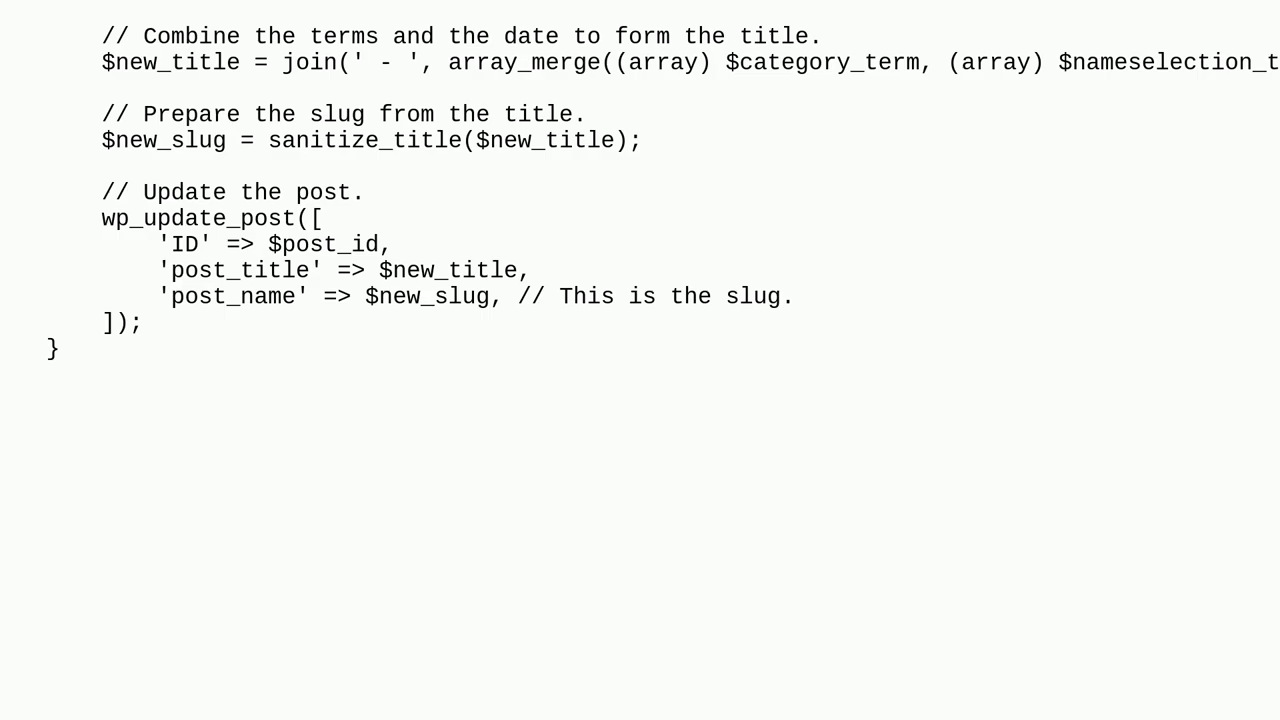 // Combine the terms and the date to form the title.
$new_title = join(' - ', array_merge((array) $category_term, (array) $nameselection_t
// Prepare the slug from the title.
$new_slug = sanitize_title($new_title);
// Update the post.
wp_update_post([
'ID' => $post_id,
'post_title' => $new_title,
'post_name' => $new_slug, // This is the slug.
]);
}